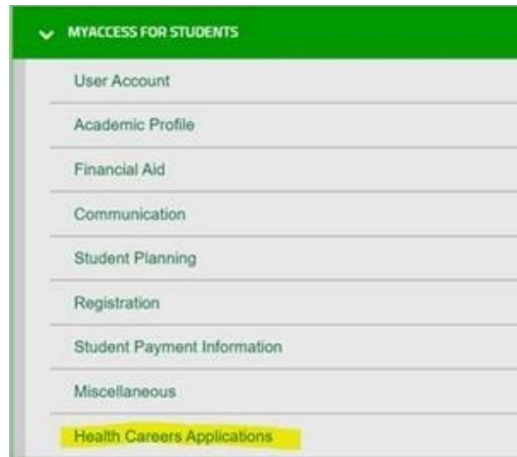 MYACCESS FOR STUDENTS
User Account
Academic Profile
Financial Aid
Communication
Student Planning
Registration
Student Payment Information
Miscellaneous
Health Careers Applications